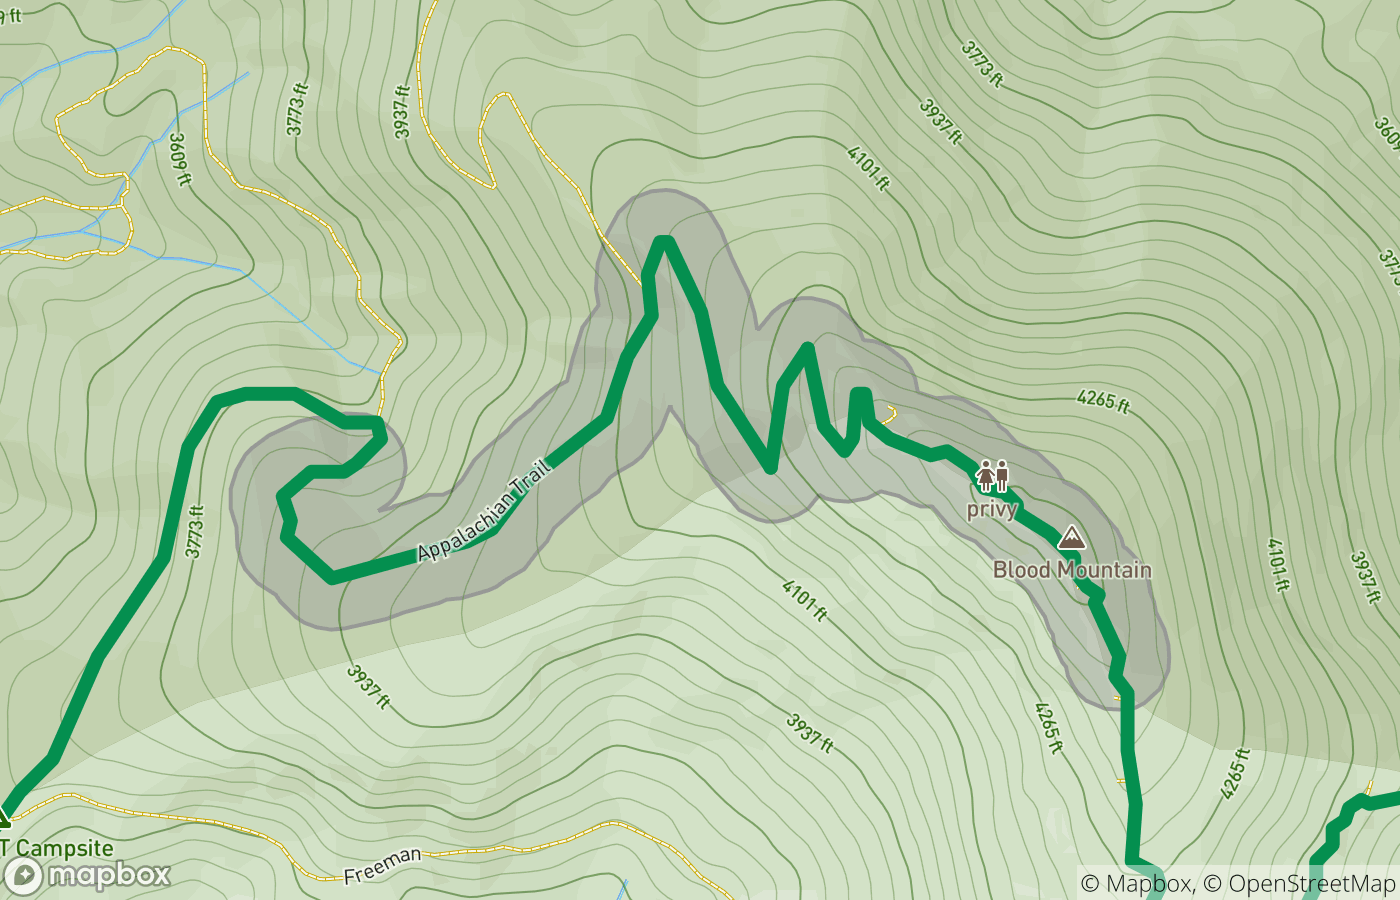 3773 ft
3937 ft
3773 ft
3937 ft
3609 ft
4101 ft
4265 ft
Appalachian Trail
privy
3773 ft
Blood Mountain
4101 ft
4101 ft
3937 ft
3937 ft
3937 ft
4265 ft
4265 ft
T Campsite
Freeman
mapbox
© Mapbox, © OpenStreetMap